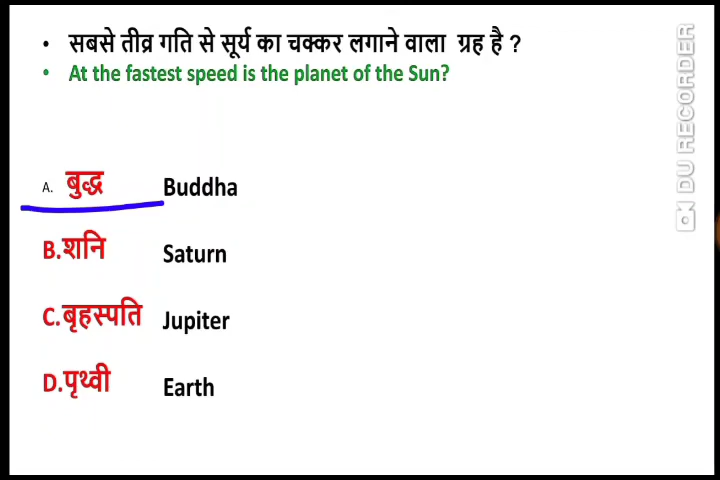 • सबसे तीव्र गति से सूर्य का चक्कर लगाने वाला ग्रह है ?
• At the fastest speed is the planet of the Sun?
A. बुद्ध Buddha
B.शनि Saturn
C.बृहस्पति Jupiter
D.पृथ्वी Earth
DU RECORDER